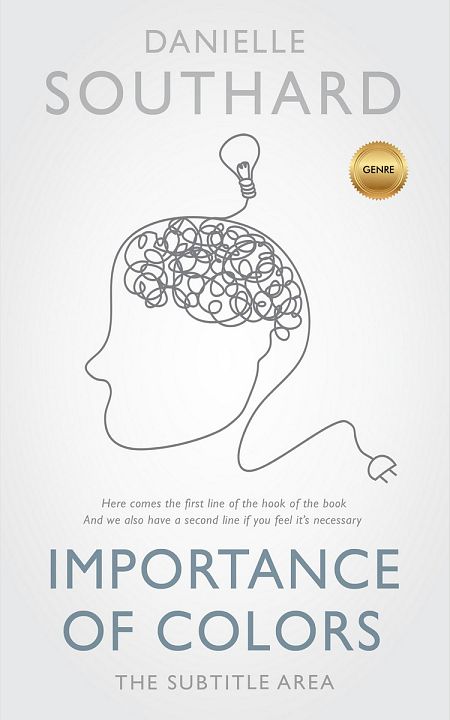 DANIELLE
SOUTHARD
GENRE
Here comes the first line of the hook of the book
And we also have a second line if you feel it's necessary
IMPORTANCE
OF COLORS
THE SUBTITLE AREA